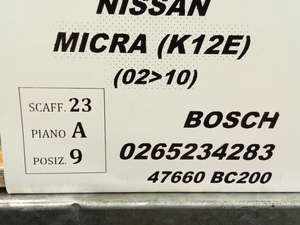 NISSAN
MICRA (K12E)
(02>10)
SCAFF. 23
PIANO A
POSIZ. 9
BOSCH
0265234283
47660 BC200